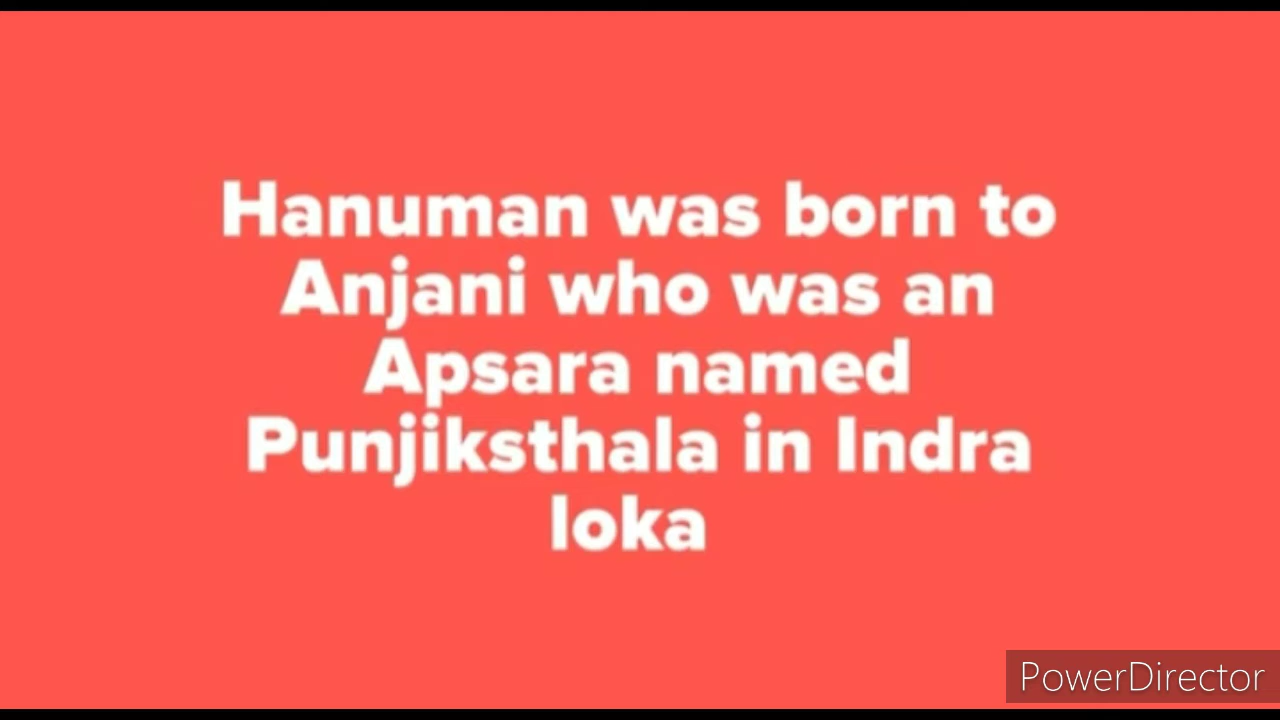 Hanuman was born to
Anjani who was an
Apsara named
Punjiksthala in Indra
loka
PowerDirector